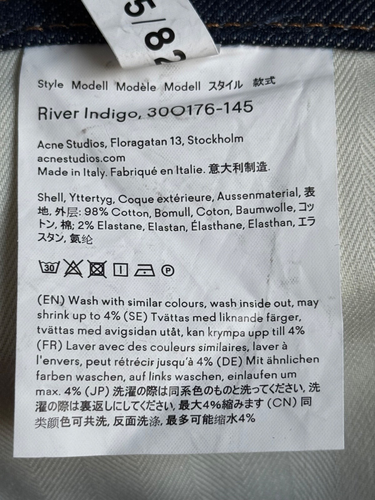 5/82
Style Modell Modèle Modell スタイル 款式
River Indigo, 30O176-145
Acne Studios, Floragatan 13, Stockholm
acnestudios.com
Made in Italy. Fabriqué en Italie. 意大利制造.
Shell, Yttertyg, Coque extérieure, Aussenmaterial, 表
地, 外层: 98% Cotton, Bomull, Coton, Baumwolle, コッ
トン, 棉; 2% Elastane, Elastan, Élasthane, Elasthan, エラ
スタン, 氨纶
30 P
(EN) Wash with similar colours, wash inside out, may
shrink up to 4% (SE) Tvättas med liknande färger,
tvättas med avigsidan utåt, kan krympa upp till 4%
(FR) Laver avec des couleurs similaires, laver à
l'envers, peut rétrécir jusqu'à 4% (DE) Mit ähnlichen
farben waschen, auf links waschen, einlaufen um
max. 4% (JP) 洗濯の際は同系色のものと洗ってください, 洗
濯の際は裏返しにしてください, 最大4%縮みます (CN) 同
类颜色可共洗, 反面洗涤, 最多可能缩水4%